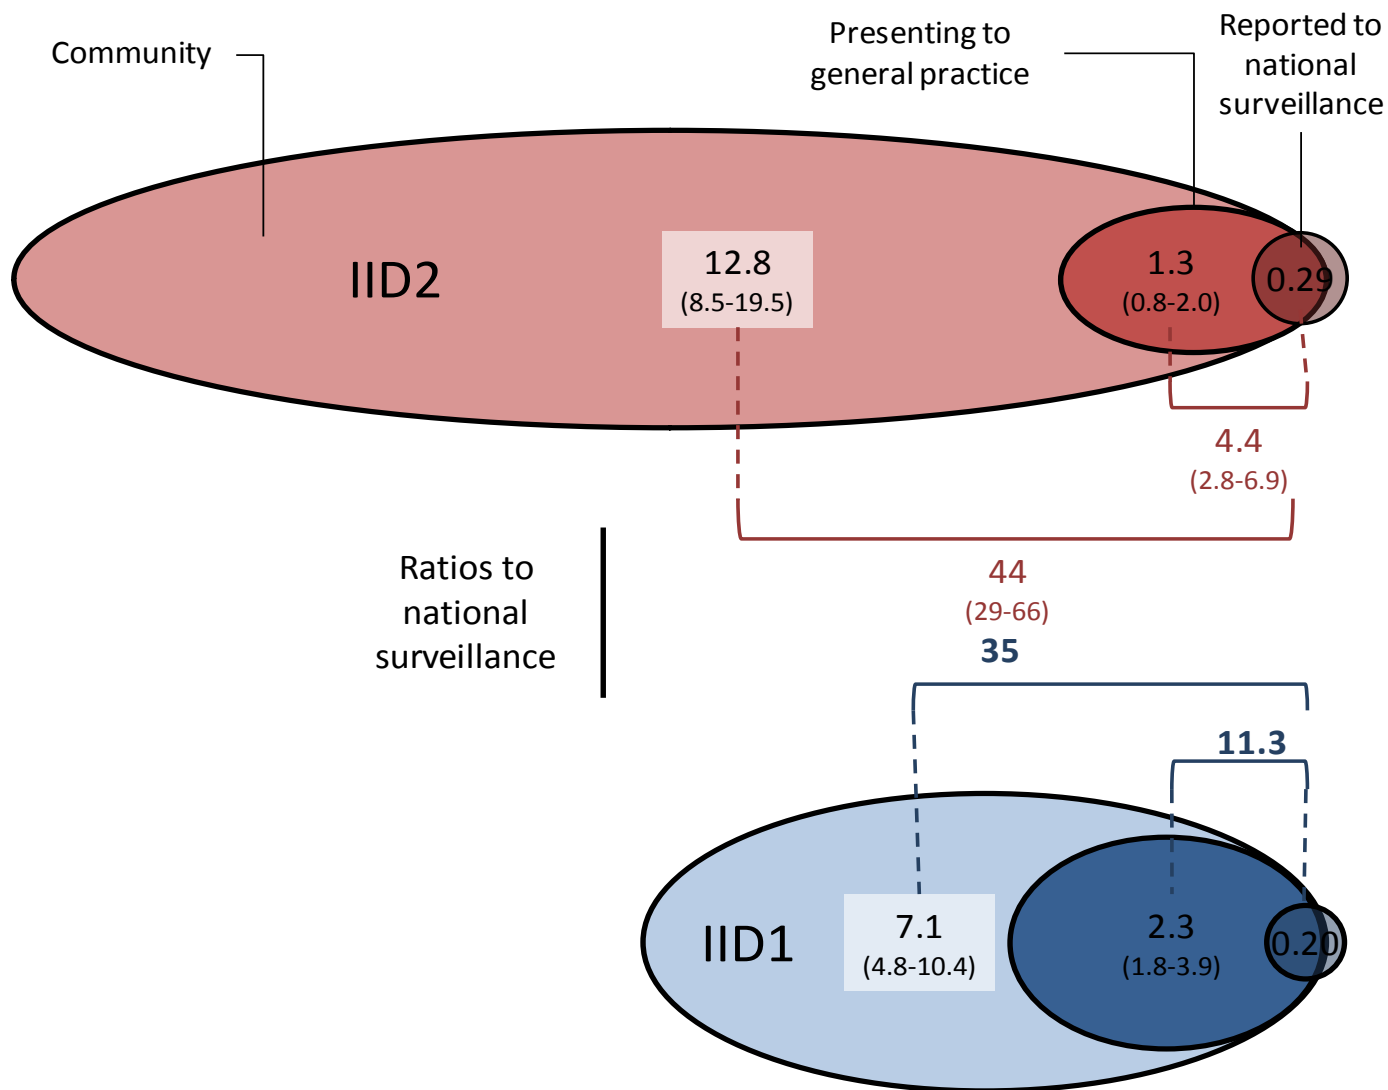 Community
Presenting to
general practice
Reported to
national
surveillance
IID2
12.8
(8.5-19.5)
1.3
(0.8-2.0)
0.29
4.4
(2.8-6.9)
44
(29-66)
Ratios to
national
surveillance
35
11.3
IID1
7.1
(4.8-10.4)
2.3
(1.8-3.9)
0.20